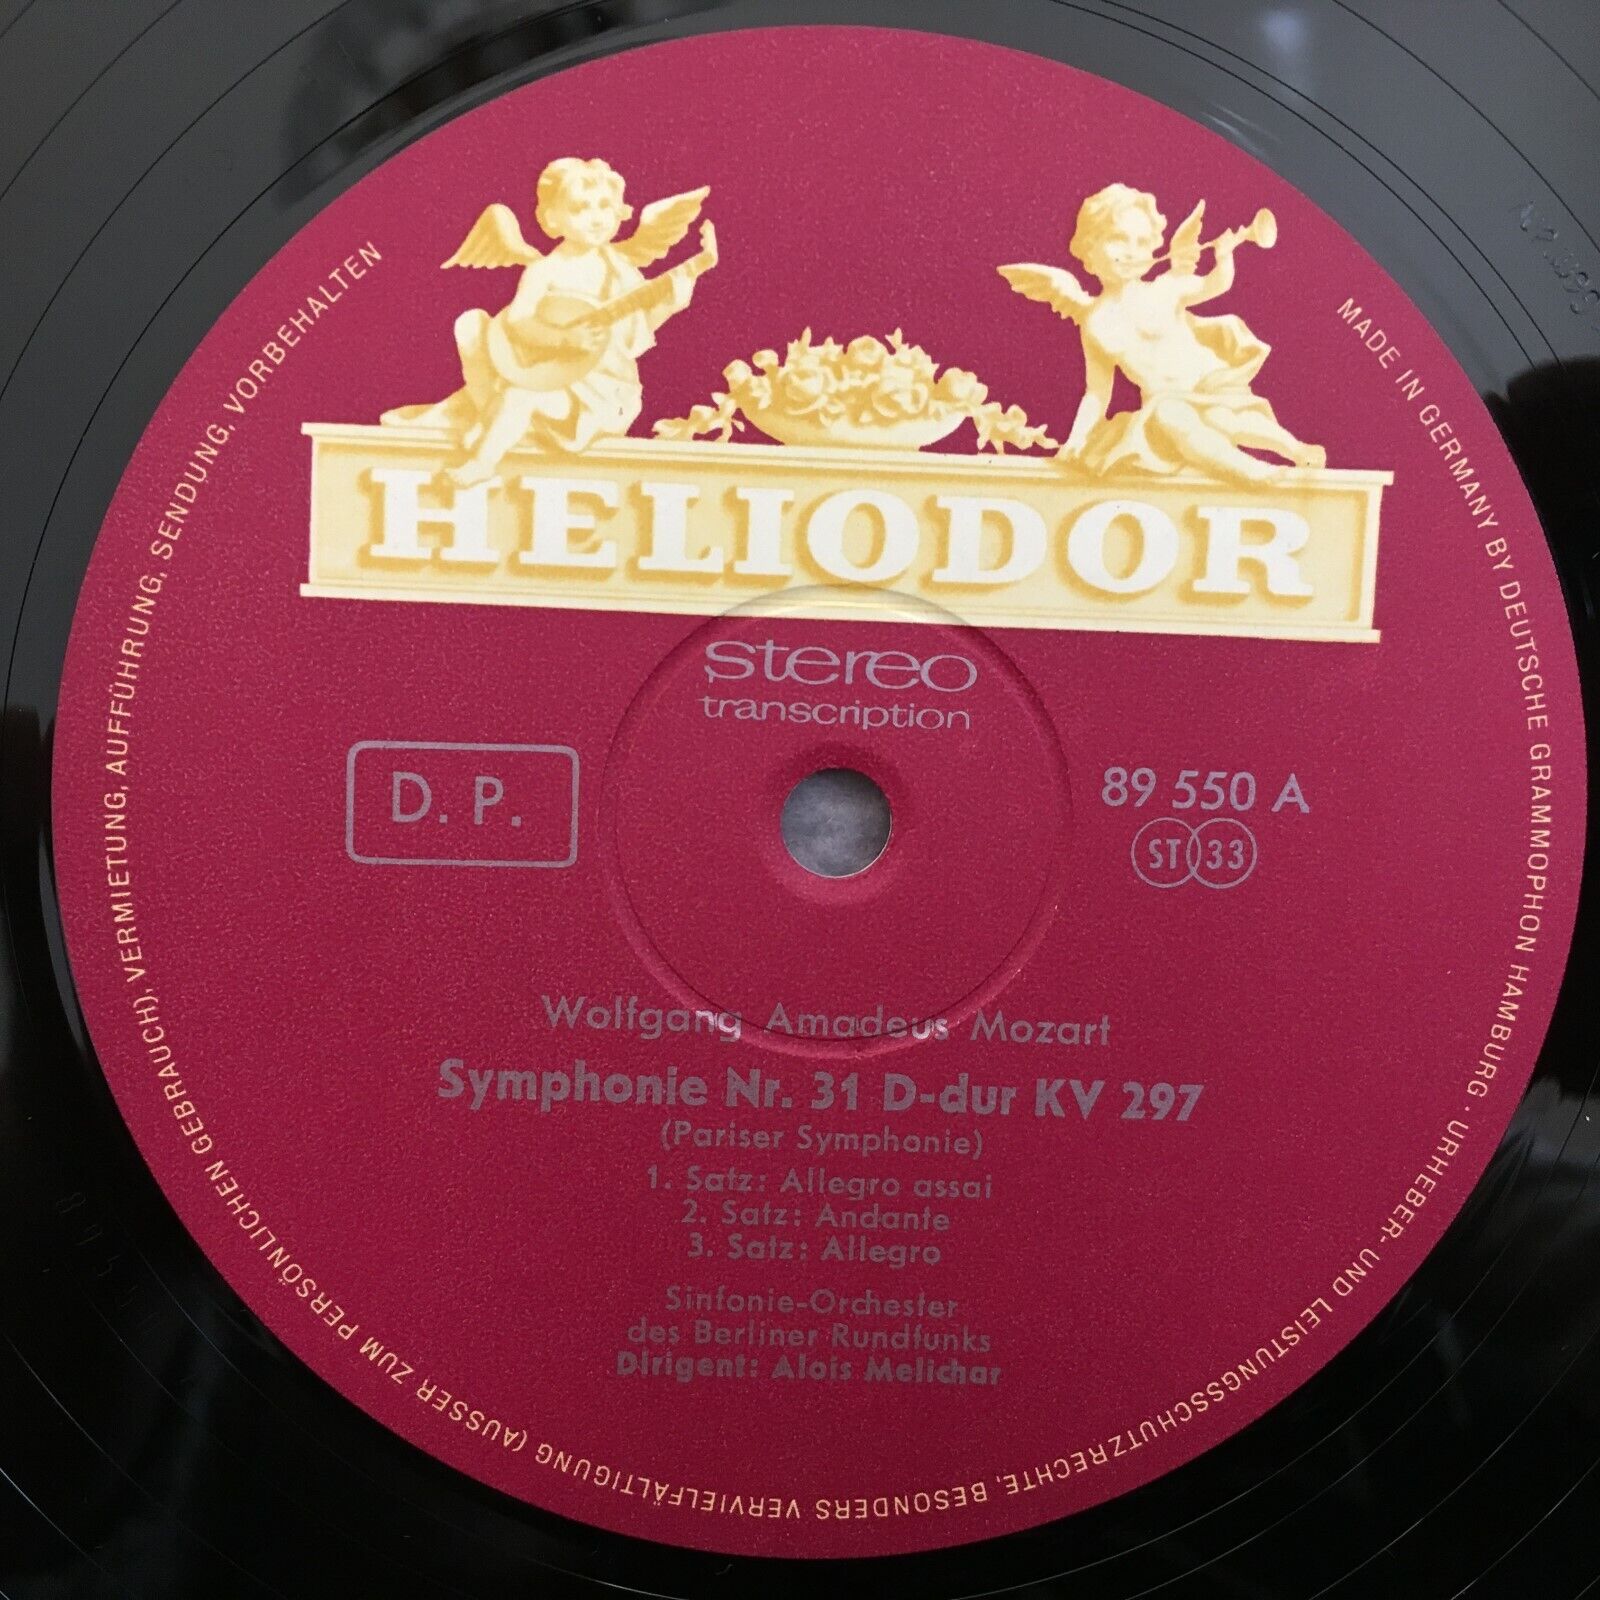 HELIODOR
stereo
transcription
D. P.
89 550 A
ST 33
Wolfgang Amadeus Mozart
Symphonie Nr. 31 D-dur KV 297
(Pariser Symphonie)
1. Satz: Allegro assai
2. Satz: Andante
3. Satz: Allegro
Sinfonie-Orchester
des Berliner Rundfunks
Dirigent: Alois Melichar
MADE IN GERMANY BY DEUTSCHE GRAMMOPHON HAMBURG · URHEBER- UND LEISTUNGSSCHUTZRECHTE, BESONDERS VERVIELFÄLTIGUNG (AUSSER ZUM PERSÖNLICHEN GEBRAUCH), VERMIETUNG, AUFFÜHRUNG, SENDUNG, VORBEHALTEN